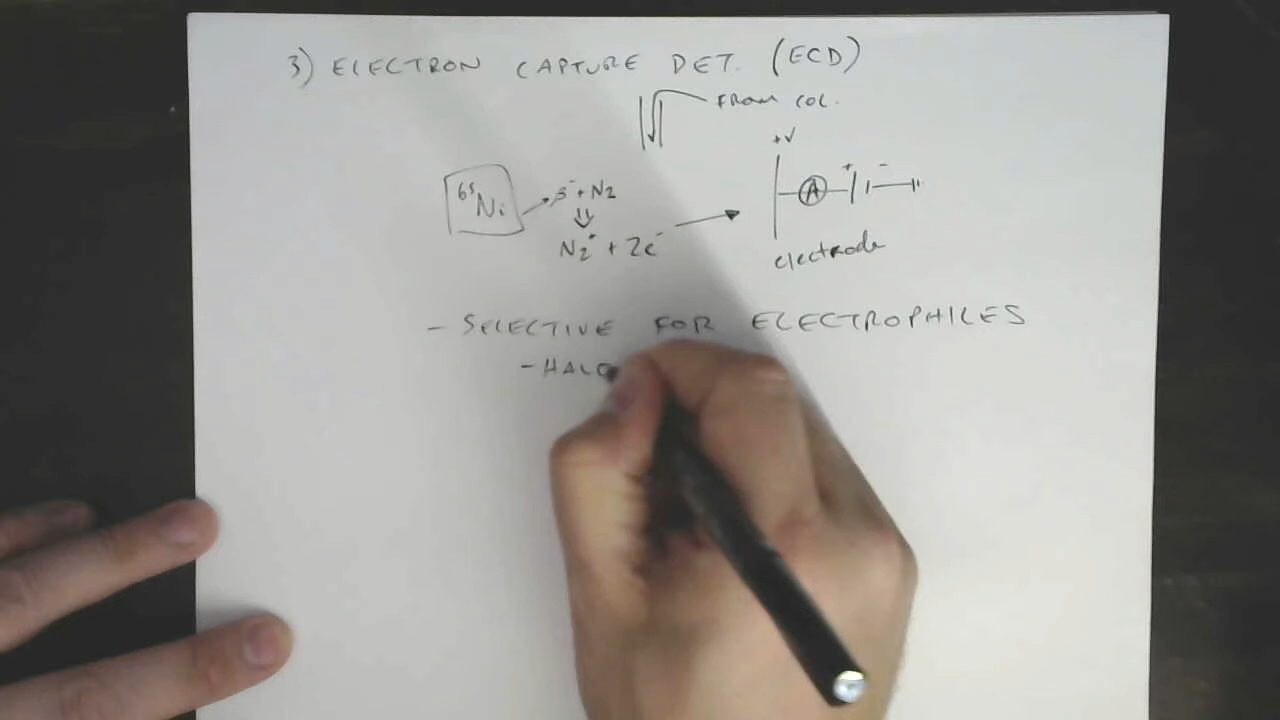 3) ELECTRON CAPTURE DET. (ECD)
FROM COL.
+V
+ -
A
⁶³Ni
β⁻ + N₂
⇓
N₂⁺ + 2e⁻
electrode
- SELECTIVE FOR ELECTROPHILES
- HALO